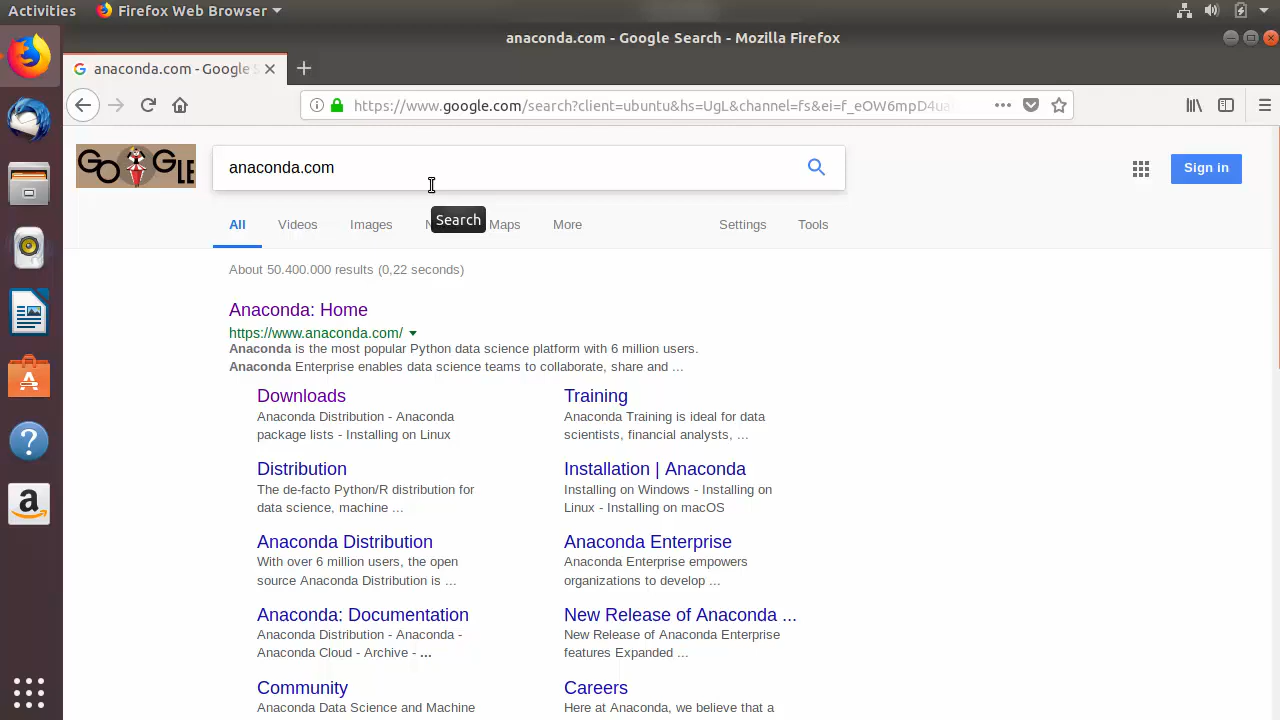 Activities
Firefox Web Browser
anaconda.com - Google Search - Mozilla Firefox
anaconda.com - Google S
https://www.google.com/search?client=ubuntu&hs=UgL&channel=fs&ei=f_eOW6mpD4ua
GOOGLE
anaconda.com
Sign in
Search
All
Videos
Images
Maps
More
Settings
Tools
About 50.400.000 results (0,22 seconds)
Anaconda: Home
https://www.anaconda.com/
Anaconda is the most popular Python data science platform with 6 million users.
Anaconda Enterprise enables data science teams to collaborate, share and ...
Downloads
Anaconda Distribution - Anaconda
package lists - Installing on Linux
Training
Anaconda Training is ideal for data
scientists, financial analysts, ...
Distribution
The de-facto Python/R distribution for
data science, machine ...
Installation | Anaconda
Installing on Windows - Installing on
Linux - Installing on macOS
Anaconda Distribution
With over 6 million users, the open
source Anaconda Distribution is ...
Anaconda Enterprise
Anaconda Enterprise empowers
organizations to develop ...
Anaconda: Documentation
Anaconda Distribution - Anaconda -
Anaconda Cloud - Archive - ...
New Release of Anaconda ...
New Release of Anaconda Enterprise
features Expanded ...
Community
Anaconda Data Science and Machine
Careers
Here at Anaconda, we believe that a